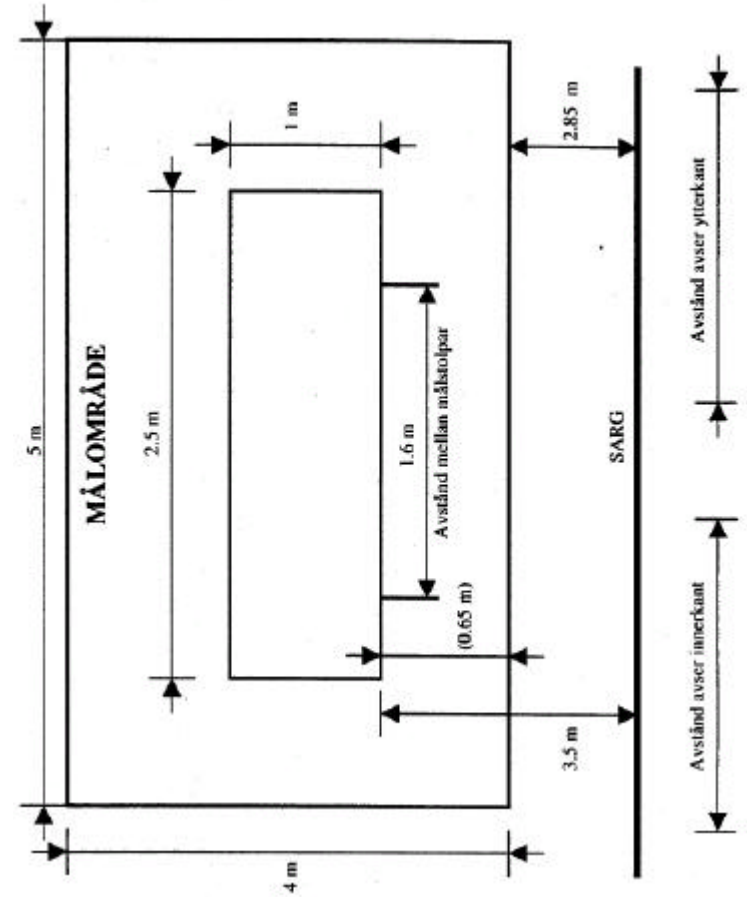 5 m
MÅLOMRÅDE
2.5 m
1 m
1.6 m
Avstånd mellan målstolpar
(0.65 m)
4 m
3.5 m
2.85 m
SARG
Avstånd avser innerkant
Avstånd avser ytterkant